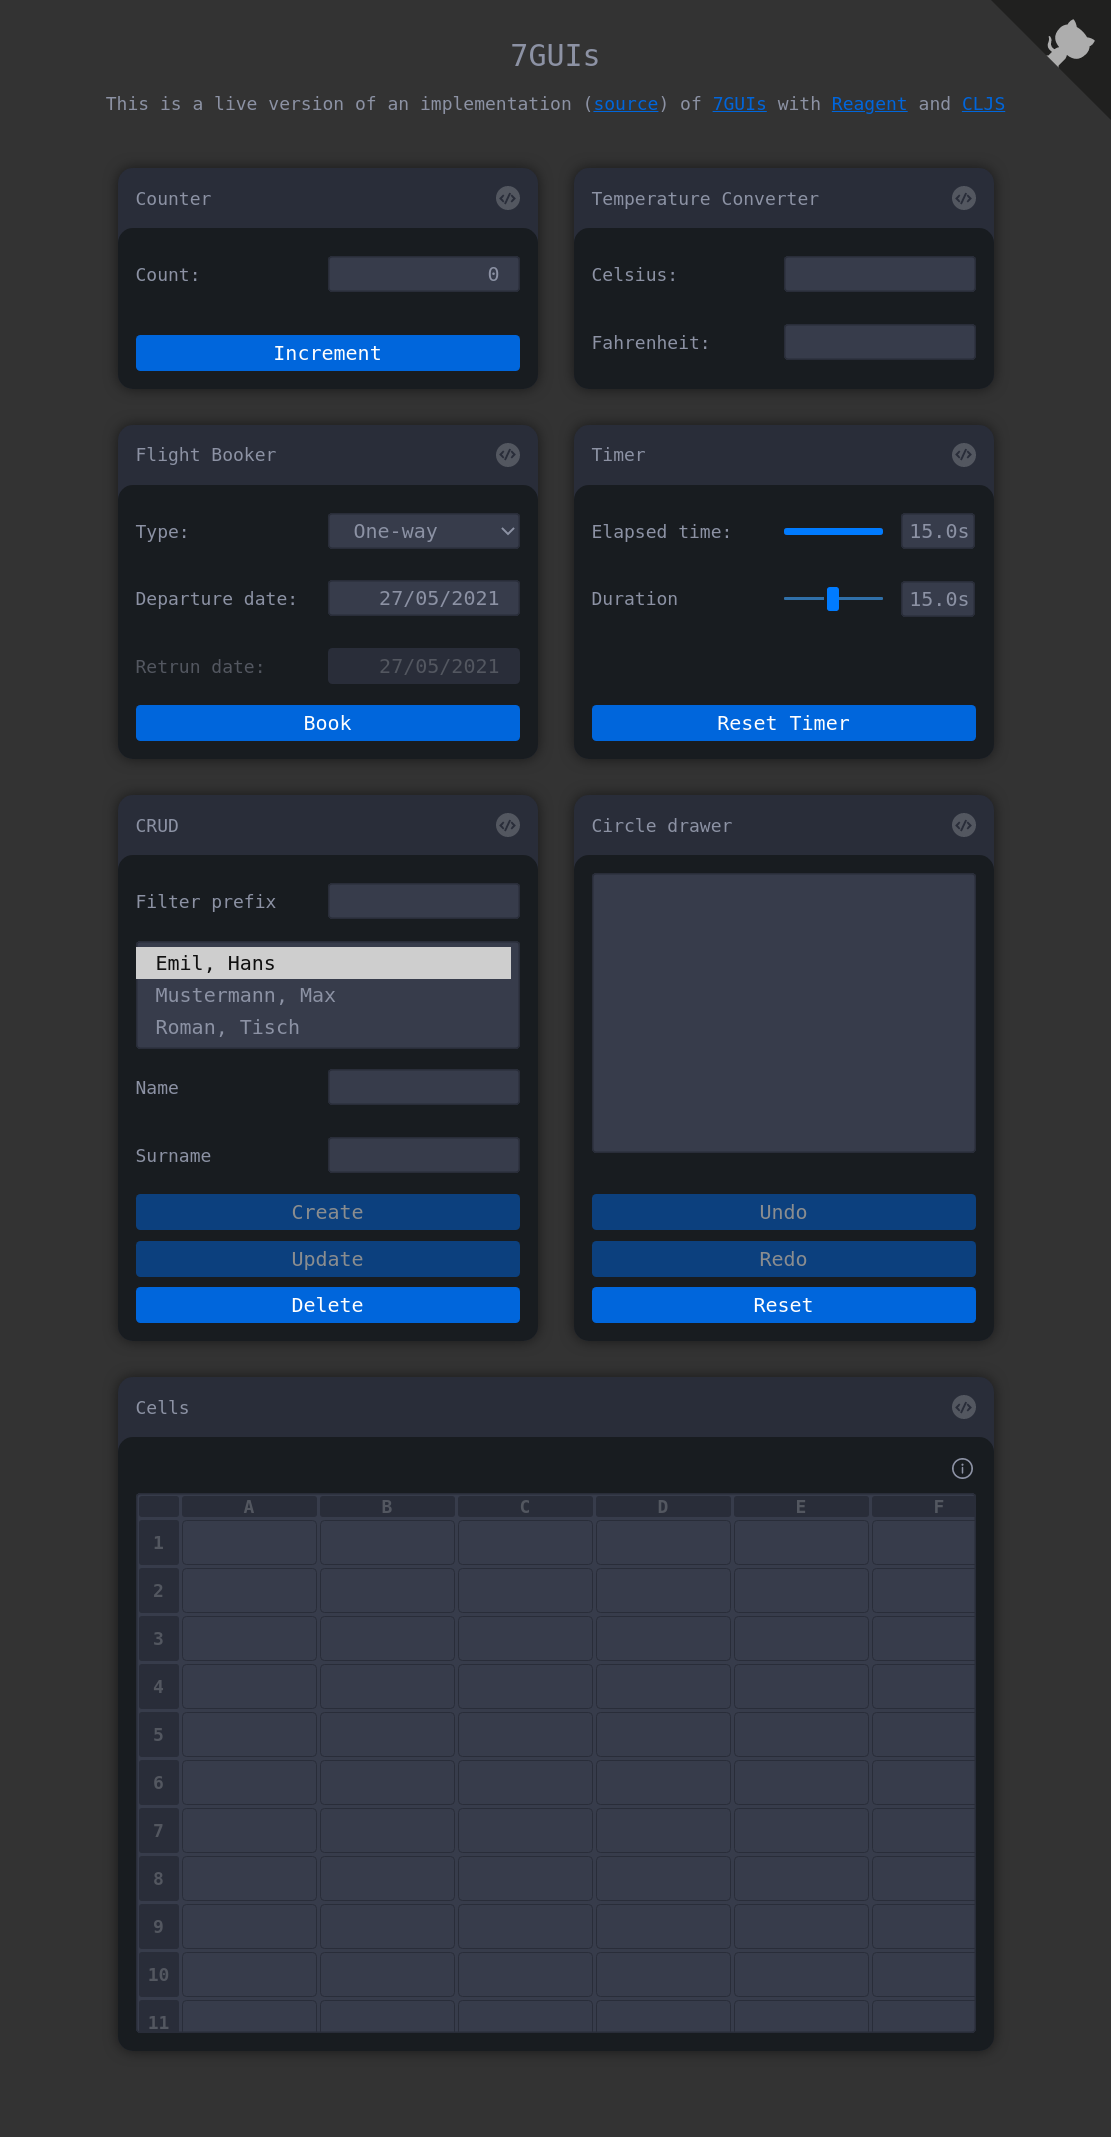 7GUIs
This is a live version of an implementation (source) of 7GUIs with Reagent and CLJS
Counter
Count:
0
Increment
Temperature Converter
Celsius:
Fahrenheit:
Flight Booker
Type:
One-way
Departure date:
27/05/2021
Retrun date:
27/05/2021
Book
Timer
Elapsed time:
15.0s
Duration
15.0s
Reset Timer
CRUD
Filter prefix
Emil, Hans
Mustermann, Max
Roman, Tisch
Name
Surname
Create
Update
Delete
Circle drawer
Undo
Redo
Reset
Cells
A B C D E F
1
2
3
4
5
6
7
8
9
10
11